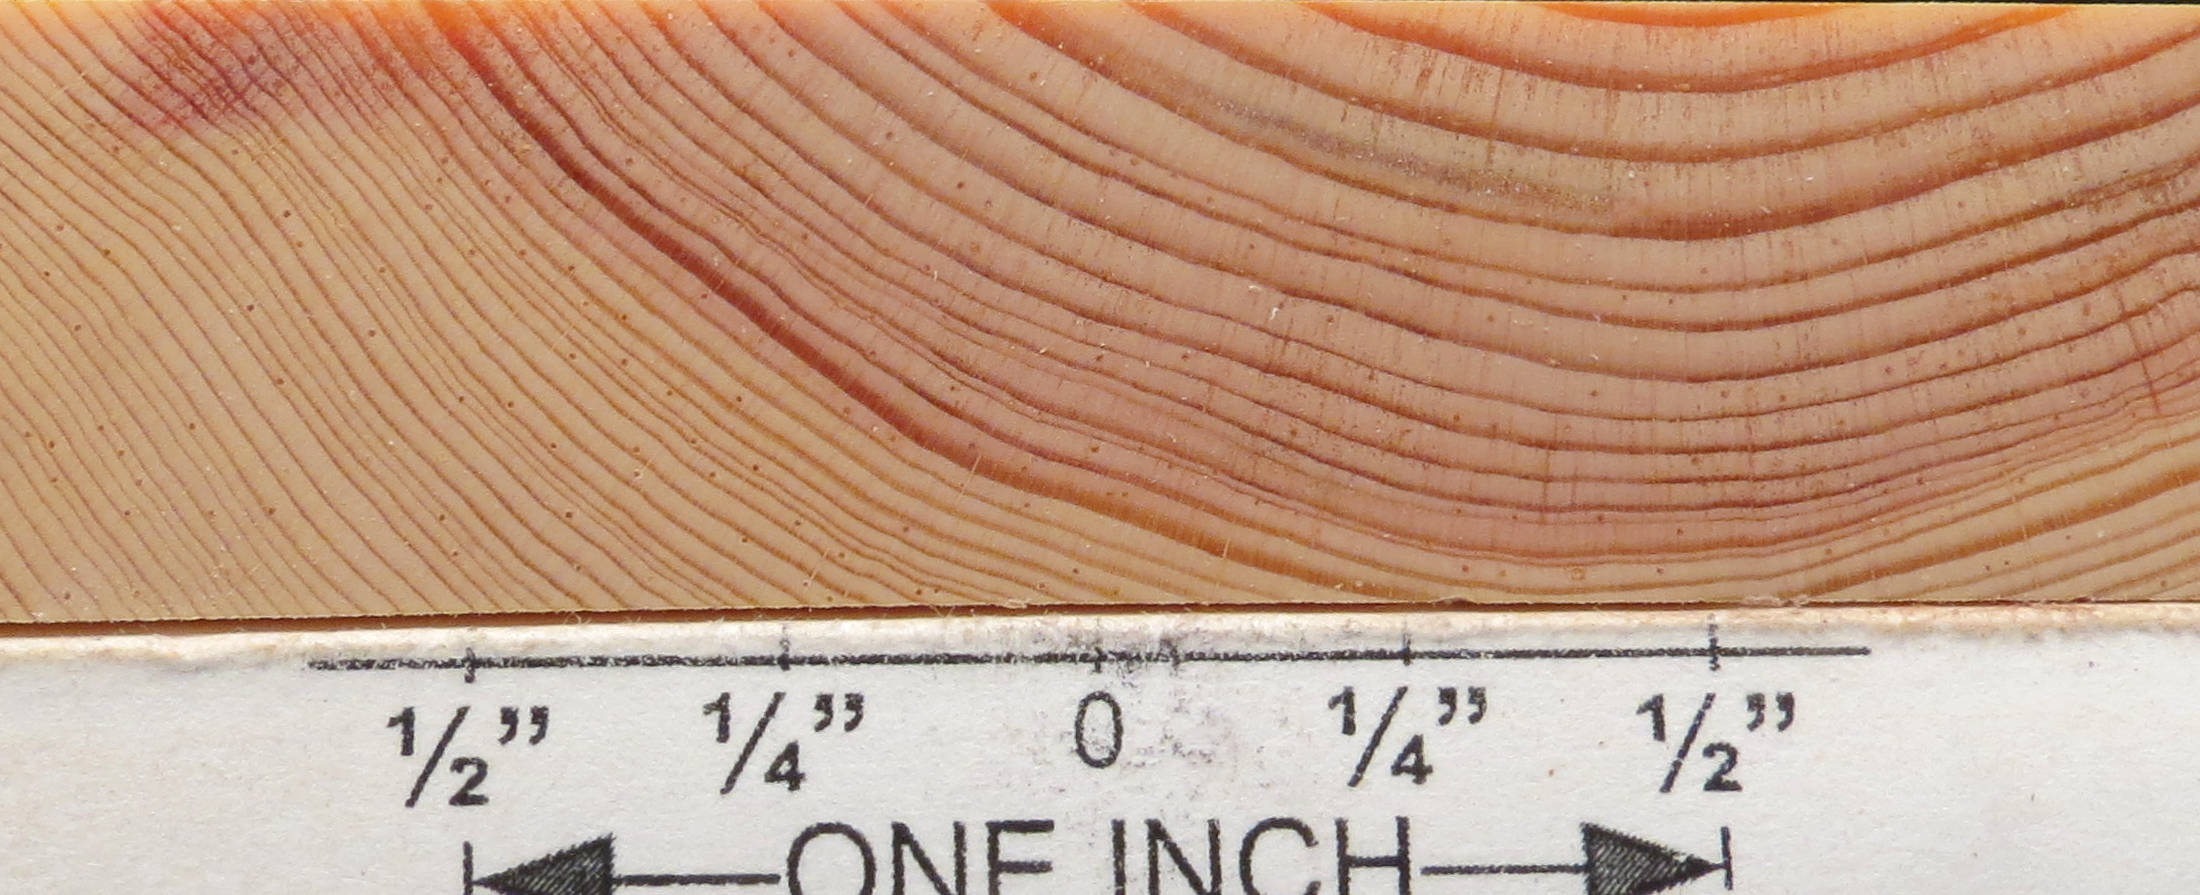 1/2” 1/4” 0 1/4” 1/2”
ONE INCH